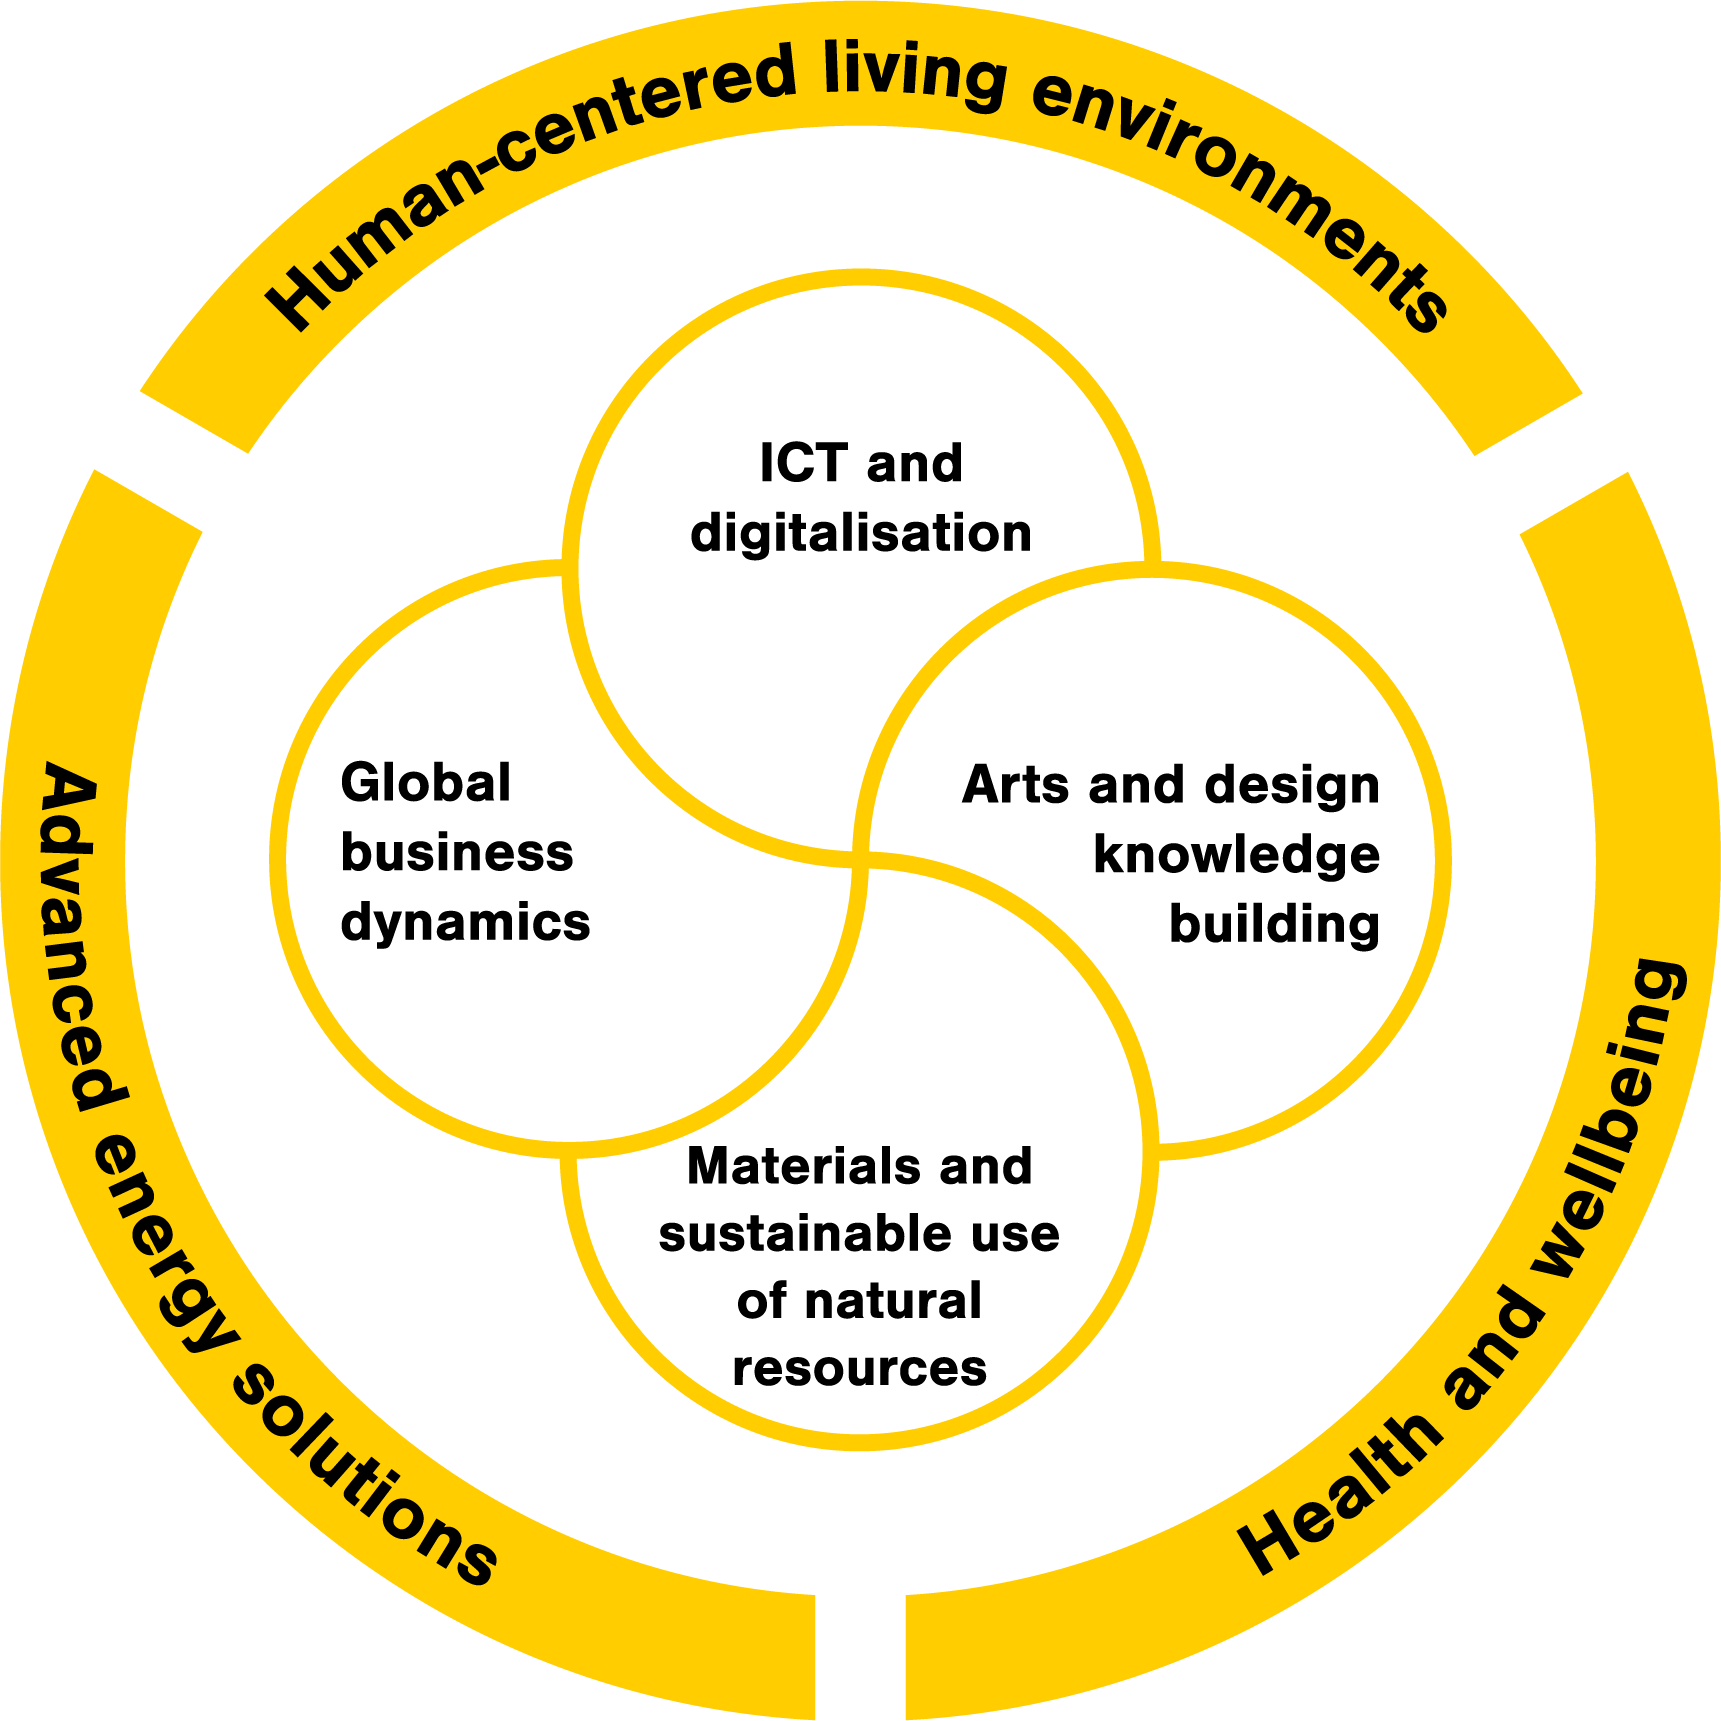 Human-centered living environments
ICT and
digitalisation
Global
business
dynamics
Arts and design
knowledge
building
Materials and
sustainable use
of natural
resources
Advanced energy solutions
Health and wellbeing